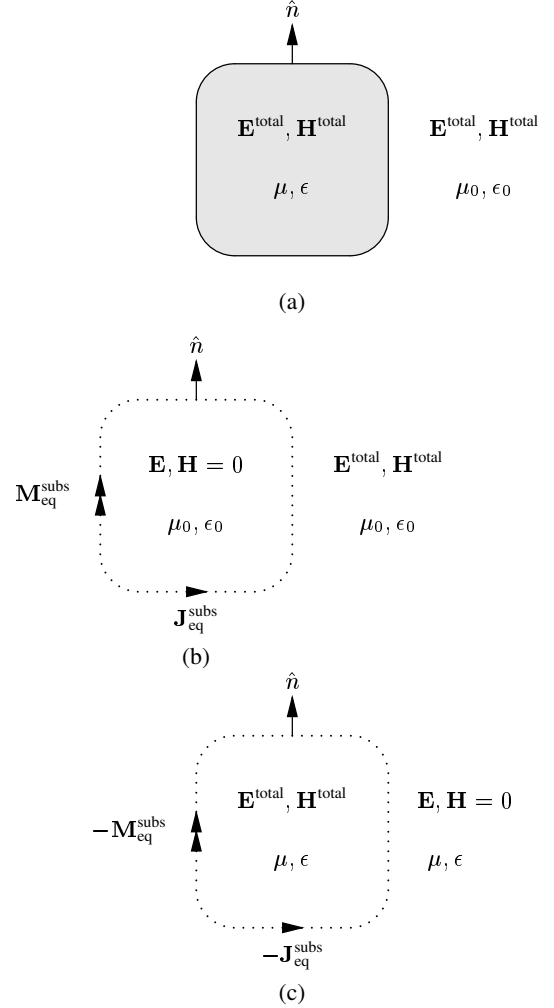 n̂
𝐄^total, 𝐇^total 𝐄^total, 𝐇^total
μ, ϵ μ₀, ϵ₀
(a)
n̂
𝐄, 𝐇 = 0 𝐄^total, 𝐇^total
𝐌_eq^subs
μ₀, ϵ₀ μ₀, ϵ₀
𝐉_eq^subs
(b)
n̂
𝐄^total, 𝐇^total 𝐄, 𝐇 = 0
−𝐌_eq^subs
μ, ϵ μ, ϵ
−𝐉_eq^subs
(c)